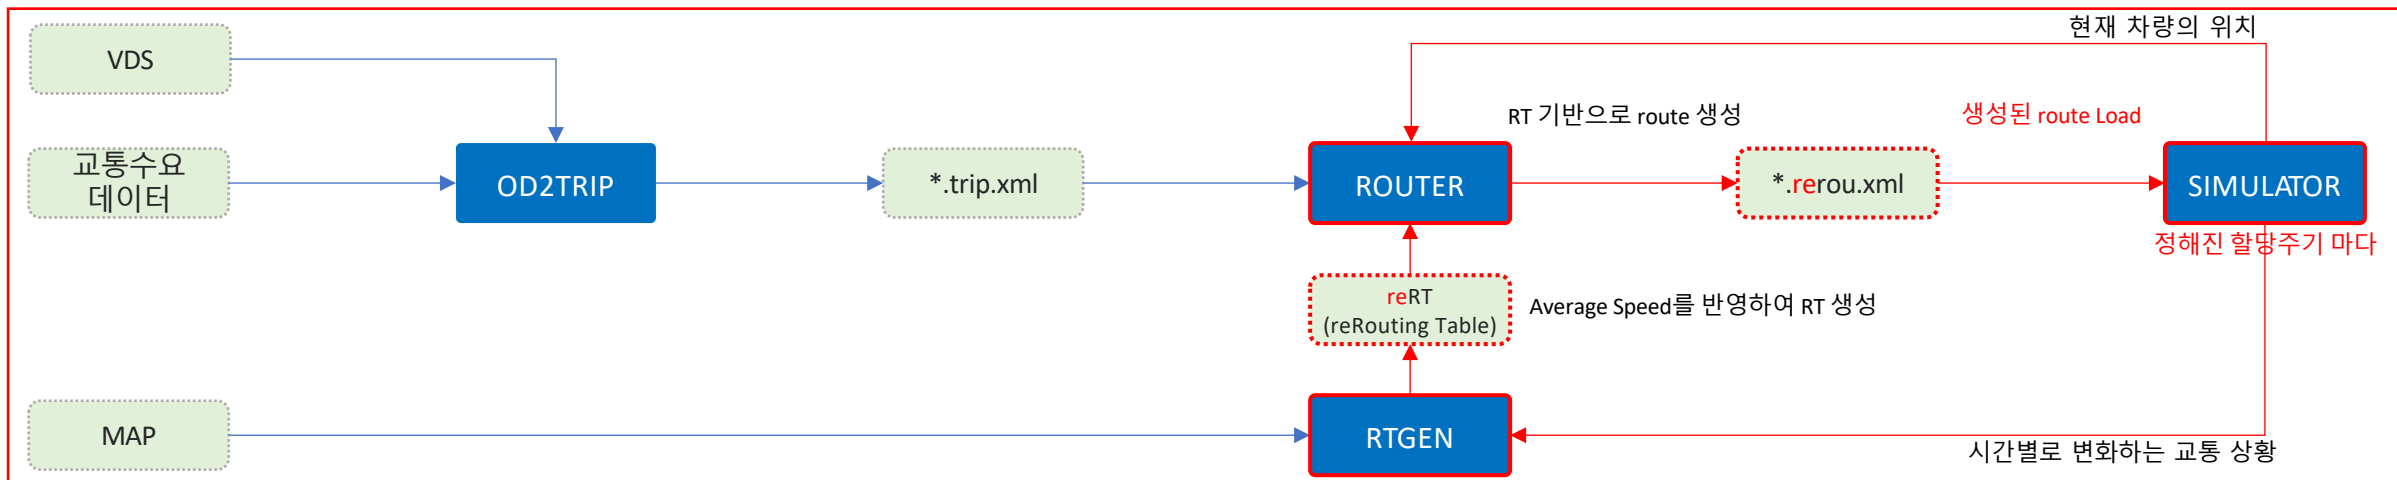 현재 차량의 위치
VDS
RT 기반으로 route 생성
생성된 route Load
교통수요
데이터
OD2TRIP
*.trip.xml
ROUTER
*.rerou.xml
SIMULATOR
정해진 할당주기 마다
reRT
(reRouting Table)
Average Speed를 반영하여 RT 생성
MAP
RTGEN
시간별로 변화하는 교통 상황